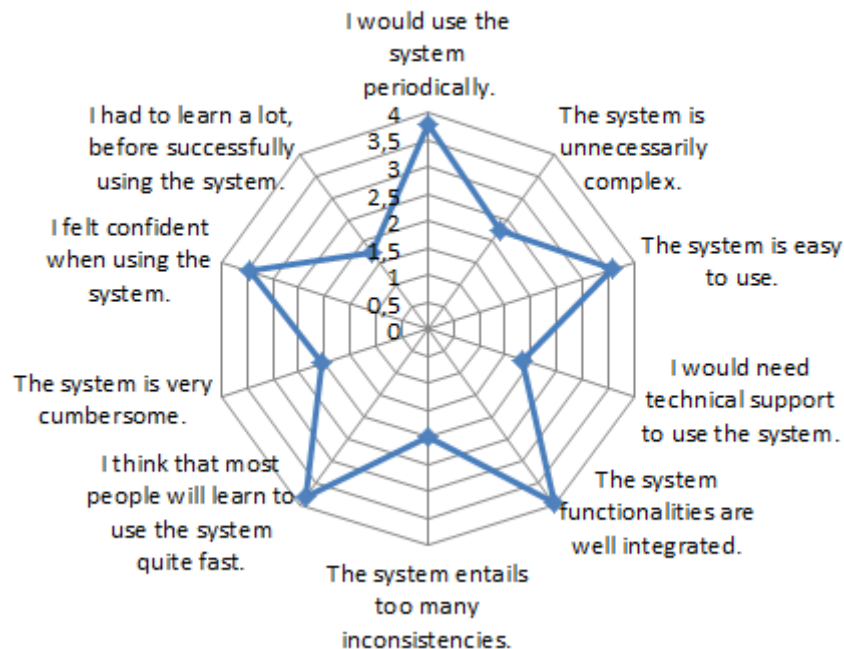 I would use the
system
periodically.
The system is
unnecessarily
complex.
The system is easy
to use.
I would need
technical support
to use the system.
The system
functionalities are
well integrated.
The system entails
too many
inconsistencies.
I think that most
people will learn to
use the system
quite fast.
The system is very
cumbersome.
I felt confident
when using the
system.
I had to learn a lot,
before successfully
using the system.
4
3,5
3
2,5
2
1,5
1
0,5
0